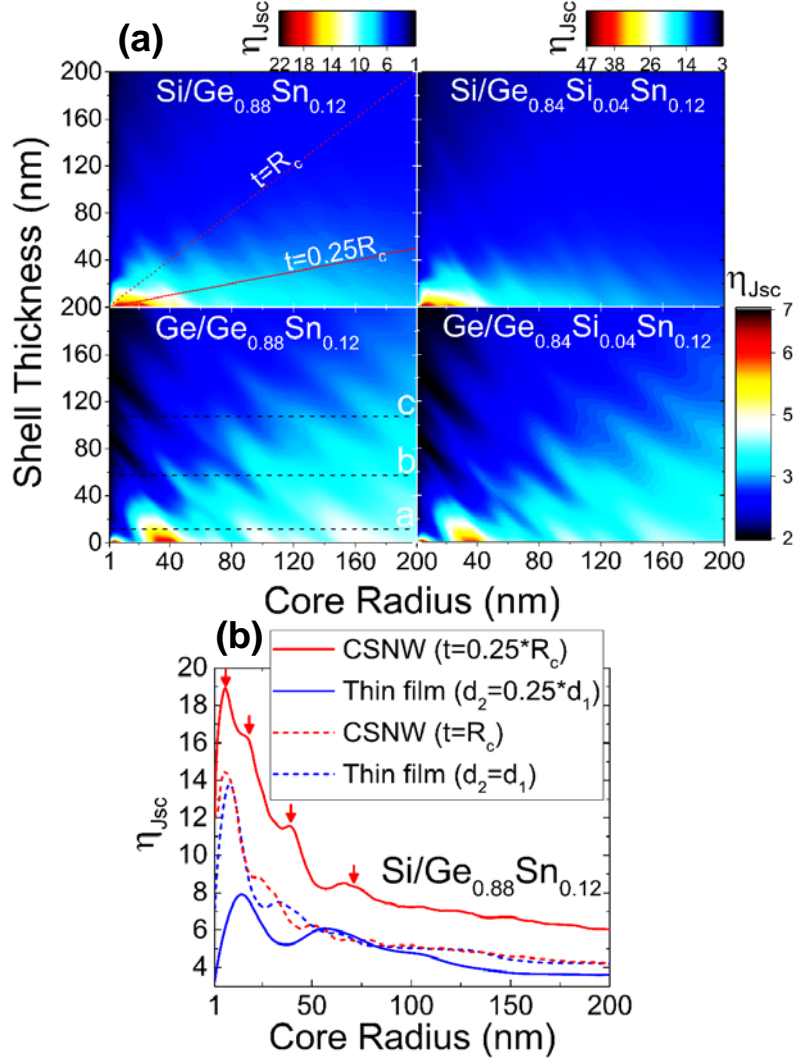 (a)
ηJsc
22 18 14 10 6 1
ηJsc
47 38 26 14 3
Shell Thickness (nm)
200
160
120
80
40
200
160
120
80
40
0
Si/Ge0.88Sn0.12
t=Rc
t=0.25Rc
Si/Ge0.84Si0.04Sn0.12
Ge/Ge0.88Sn0.12
c
b
a
Ge/Ge0.84Si0.04Sn0.12
ηJsc
7
6
5
3
3
2
2
1 40 80 120 160 200 40 80 120 160 200
Core Radius (nm)
(b)
CSNW (t=0.25*Rc)
Thin film (d2=0.25*d1)
CSNW (t=Rc)
Thin film (d2=d1)
ηJsc
20
18
16
14
12
10
8
6
4
Si/Ge0.88Sn0.12
1 50 100 150 200
Core Radius (nm)